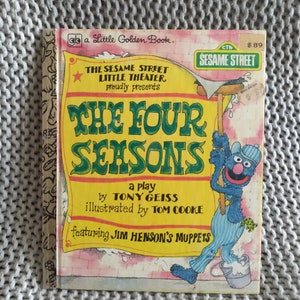 a Little Golden Book
CTW
SESAME STREET
$.89
THE SESAME STREET
LITTLE THEATER
proudly presents
THE FOUR
SEASONS
a play
by TONY GEISS
illustrated by TOM COOKE
featuring JIM HENSON'S MUPPETS